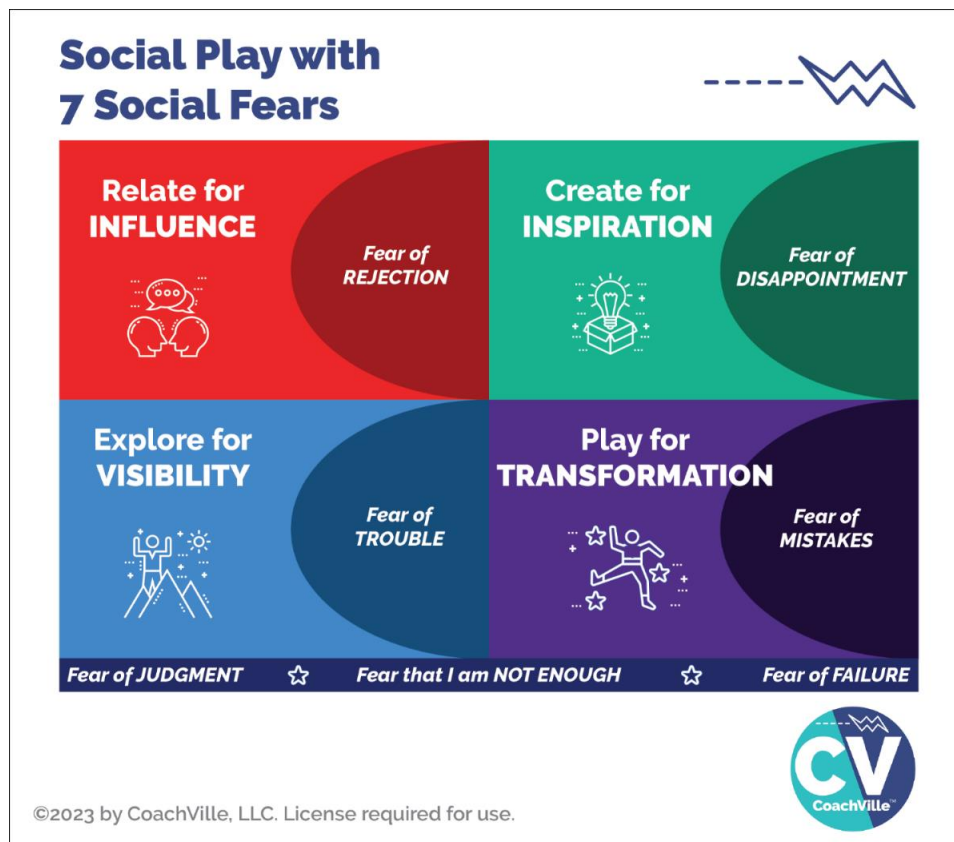 Social Play with
7 Social Fears
Relate for
INFLUENCE
Fear of
REJECTION
Create for
INSPIRATION
Fear of
DISAPPOINTMENT
Explore for
VISIBILITY
Fear of
TROUBLE
Play for
TRANSFORMATION
Fear of
MISTAKES
Fear of JUDGMENT ☆ Fear that I am NOT ENOUGH ☆ Fear of FAILURE
CV
CoachVille™
©2023 by CoachVille, LLC. License required for use.